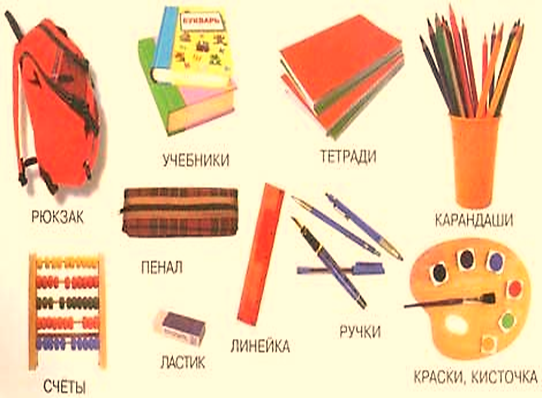 БУКВАРЬ
УЧЕБНИКИ
ТЕТРАДИ
РЮКЗАК
КАРАНДАШИ
ПЕНАЛ
ЛИНЕЙКА
РУЧКИ
ЛАСТИК
СЧЁТЫ
КРАСКИ, КИСТОЧКА